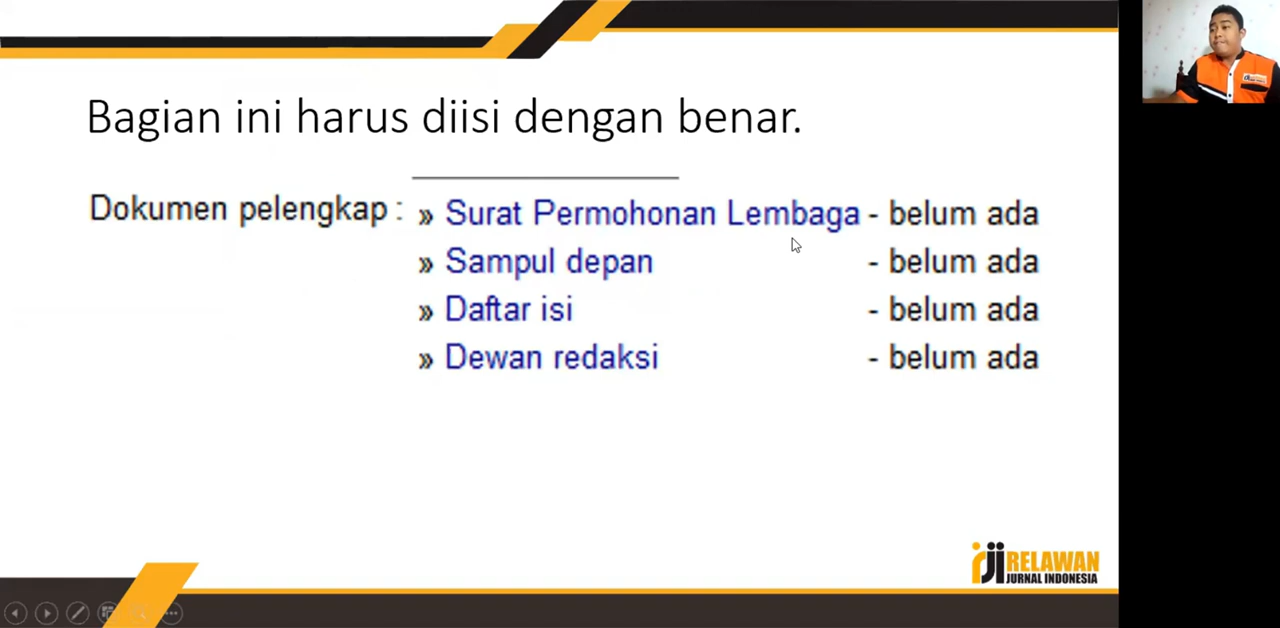 Bagian ini harus diisi dengan benar.
Dokumen pelengkap : » Surat Permohonan Lembaga - belum ada
» Sampul depan - belum ada
» Daftar isi - belum ada
» Dewan redaksi - belum ada
rji RELAWAN
JURNAL INDONESIA